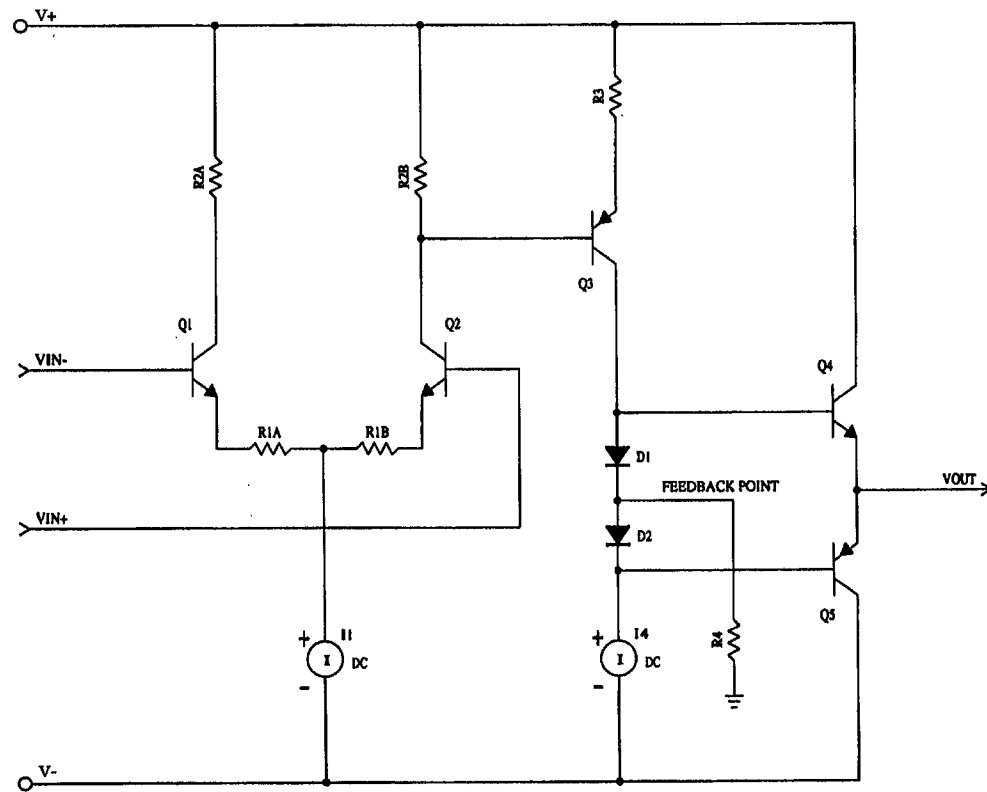 V+
R3
R2A
R2B
Q3
Q1
Q2
VIN-
Q4
R1A
R1B
D1
FEEDBACK POINT
VOUT
VIN+
D2
Q5
+
I1
I
DC
-
+
I4
I
DC
-
R4
V-